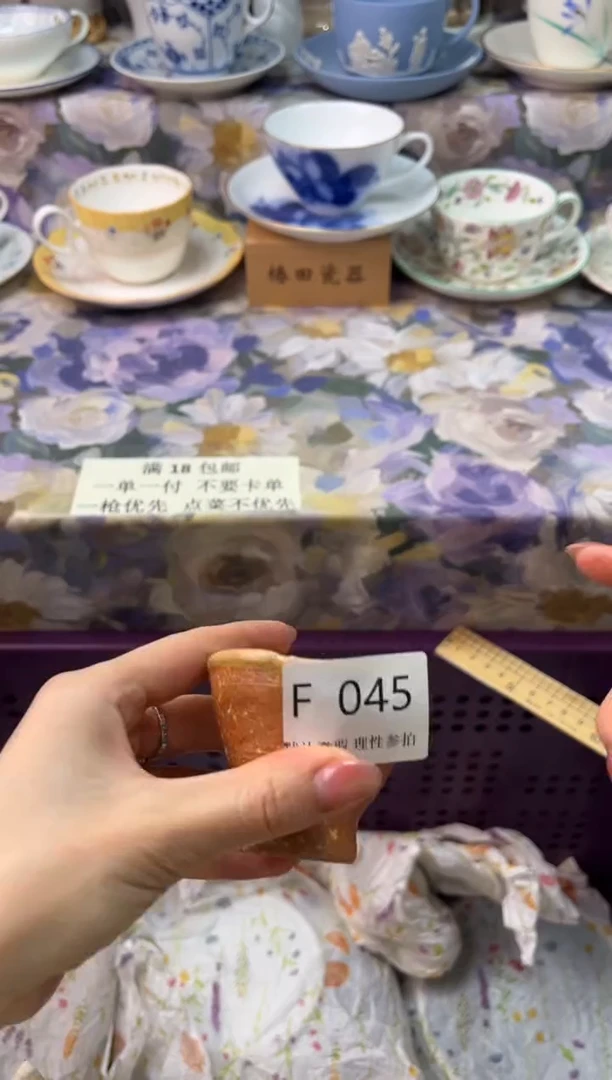 椿田瓷器
满 18 包邮
一单一付 不要卡单
一枪优先 点菜不优先
F 045
理性参拍